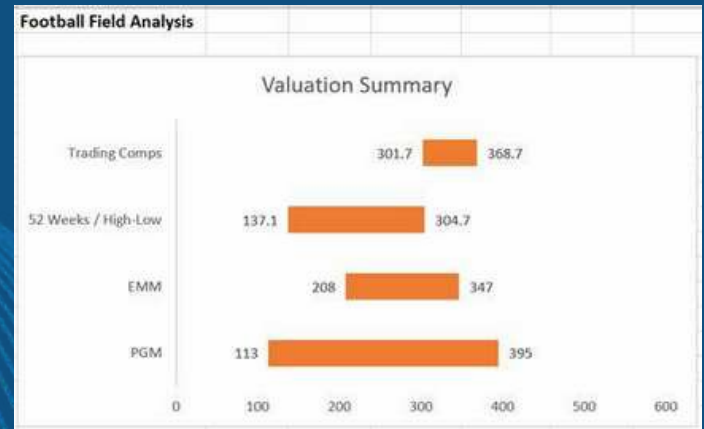 Football Field Analysis
Valuation Summary
Trading Comps 301.7 368.7
52 Weeks / High-Low 137.1 304.7
EMM 208 347
PGM 113 395
0 100 200 300 400 500 600